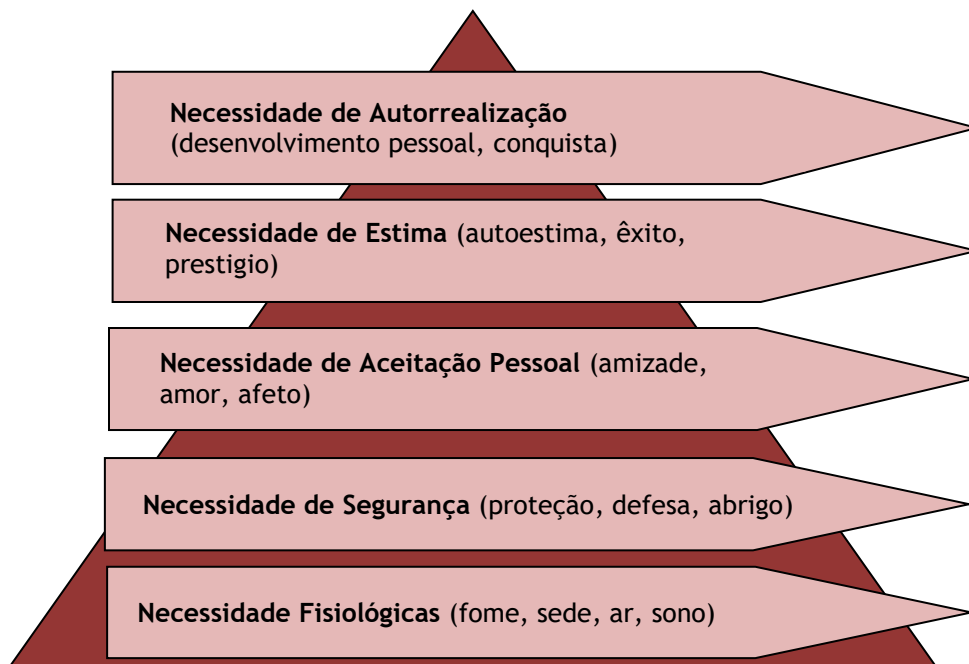 Necessidade de Autorrealização
(desenvolvimento pessoal, conquista)
Necessidade de Estima (autoestima, êxito,
prestigio)
Necessidade de Aceitação Pessoal (amizade,
amor, afeto)
Necessidade de Segurança (proteção, defesa, abrigo)
Necessidade Fisiológicas (fome, sede, ar, sono)